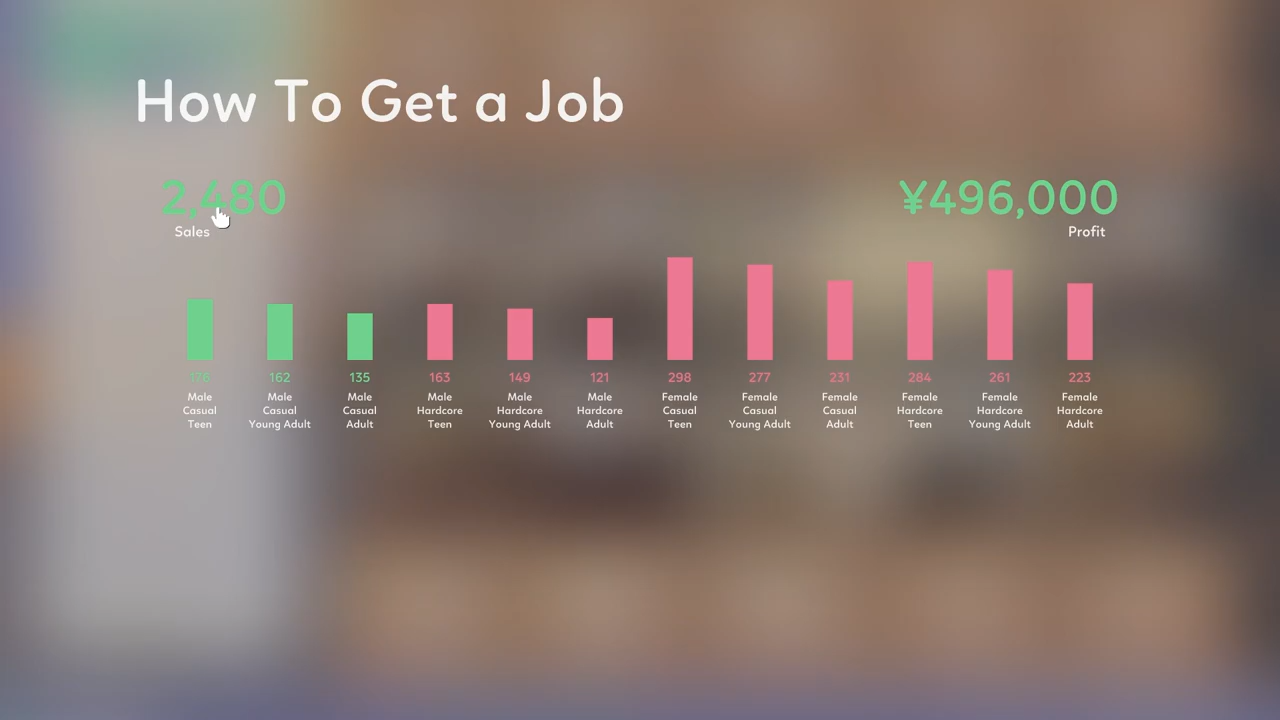 How To Get a Job
2,480
Sales
¥496,000
Profit
176
Male
Casual
Teen
162
Male
Casual
Young Adult
135
Male
Casual
Adult
163
Male
Hardcore
Teen
149
Male
Hardcore
Young Adult
121
Male
Hardcore
Adult
298
Female
Casual
Teen
277
Female
Casual
Young Adult
231
Female
Casual
Adult
284
Female
Hardcore
Teen
261
Female
Hardcore
Young Adult
223
Female
Hardcore
Adult